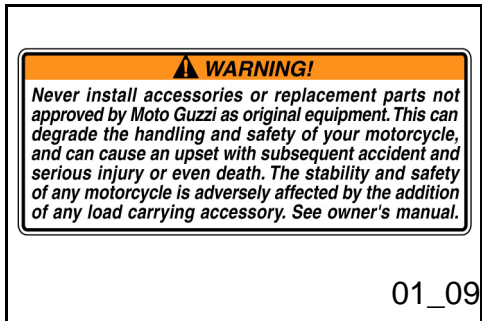 WARNING!
Never install accessories or replacement parts not
approved by Moto Guzzi as original equipment. This can
degrade the handling and safety of your motorcycle,
and can cause an upset with subsequent accident and
serious injury or even death. The stability and safety
of any motorcycle is adversely affected by the addition
of any load carrying accessory. See owner's manual.
01_09